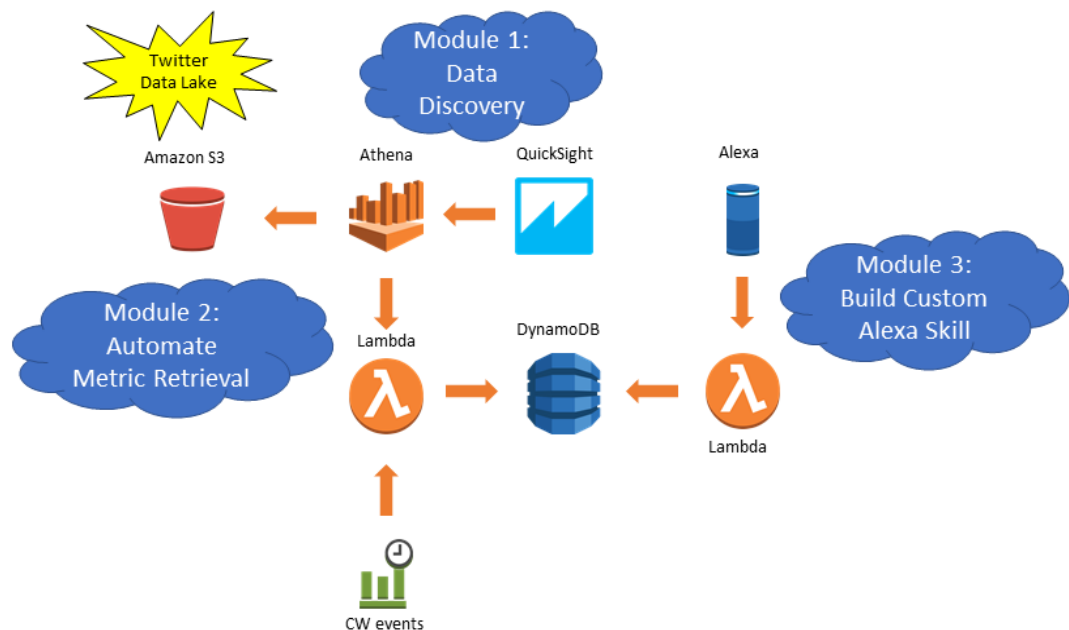 Twitter
Data Lake
Module 1:
Data
Discovery
Amazon S3
Athena
QuickSight
Alexa
Module 2:
Automate
Metric Retrieval
Lambda
DynamoDB
Module 3:
Build Custom
Alexa Skill
Lambda
CW events